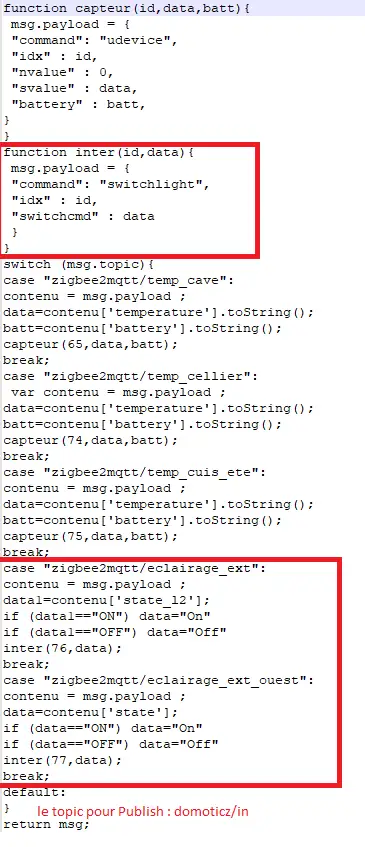 function capteur(id,data,batt){
msg.payload = {
"command": "udevice",
"idx" : id,
"nvalue" : 0,
"svalue" : data,
"battery" : batt,
}
}
function inter(id,data){
msg.payload = {
"command": "switchlight",
"idx" : id,
"switchcmd" : data
}
}
switch (msg.topic){
case "zigbee2mqtt/temp_cave":
contenu = msg.payload ;
data=contenu['temperature'].toString();
batt=contenu['battery'].toString();
capteur(65,data,batt);
break;
case "zigbee2mqtt/temp_cellier":
var contenu = msg.payload ;
data=contenu['temperature'].toString();
batt=contenu['battery'].toString();
capteur(74,data,batt);
break;
case "zigbee2mqtt/temp_cuis_ete":
contenu = msg.payload ;
data=contenu['temperature'].toString();
batt=contenu['battery'].toString();
capteur(75,data,batt);
break;
case "zigbee2mqtt/eclairage_ext":
contenu = msg.payload ;
data1=contenu['state_l2'];
if (data1=="ON") data="On"
if (data1=="OFF") data="Off"
inter(76,data);
break;
case "zigbee2mqtt/eclairage_ext_ouest":
contenu = msg.payload ;
data=contenu['state'];
if (data=="ON") data="On"
if (data=="OFF") data="Off"
inter(77,data);
break;
default:
} le topic pour Publish : domoticz/in
return msg;